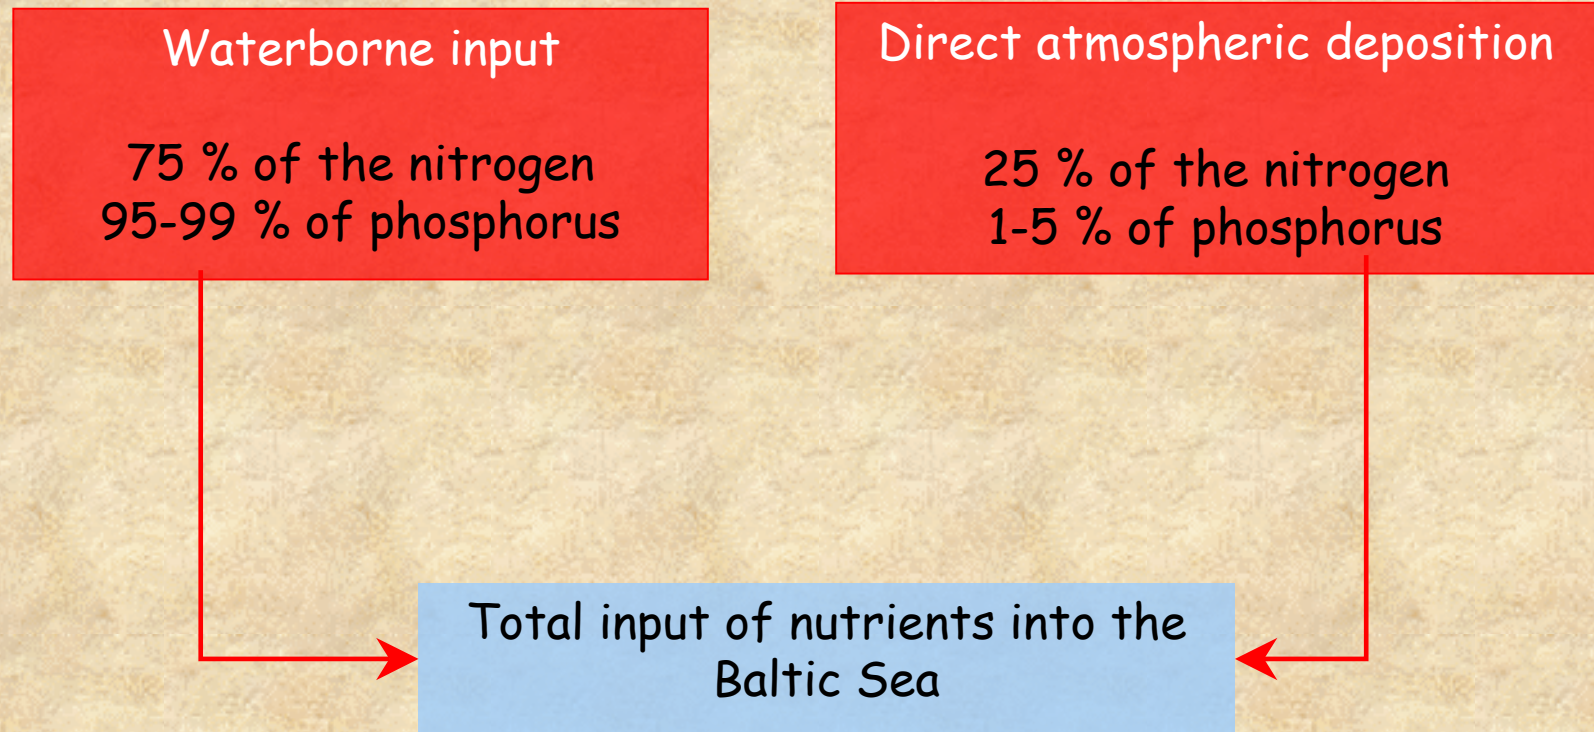 Waterborne input
75 % of the nitrogen
95-99 % of phosphorus
Direct atmospheric deposition
25 % of the nitrogen
1-5 % of phosphorus
Total input of nutrients into the
Baltic Sea